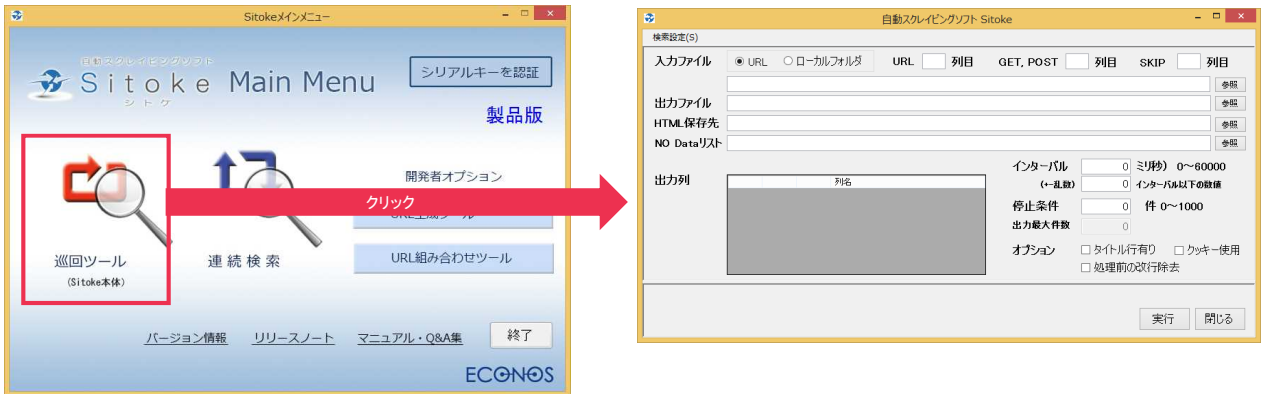 Sitokeメインメニュー
自動スクレイピングソフト
Sitoke Main Menu
シトケ
シリアルキーを認証
製品版
開発者オプション
クリック
URL組み合わせツール
巡回ツール
(Sitoke本体)
連続検索
バージョン情報 リリースノート マニュアル・Q&A集 終了
ECONOS
自動スクレイピングソフト Sitoke
検索設定(S)
入力ファイル URL ローカルフォルダ URL 列目 GET, POST 列目 SKIP 列目
参照
出力ファイル 参照
HTML保存先 参照
NO Dataリスト 参照
インターバル 0 ミリ秒) 0~60000
(+-乱数) 0 インターバル以下の数値
出力列 列名
停止条件 0 件 0~1000
出力最大件数 0
オプション タイトル行有り クッキー使用
処理前の改行除去
実行 閉じる